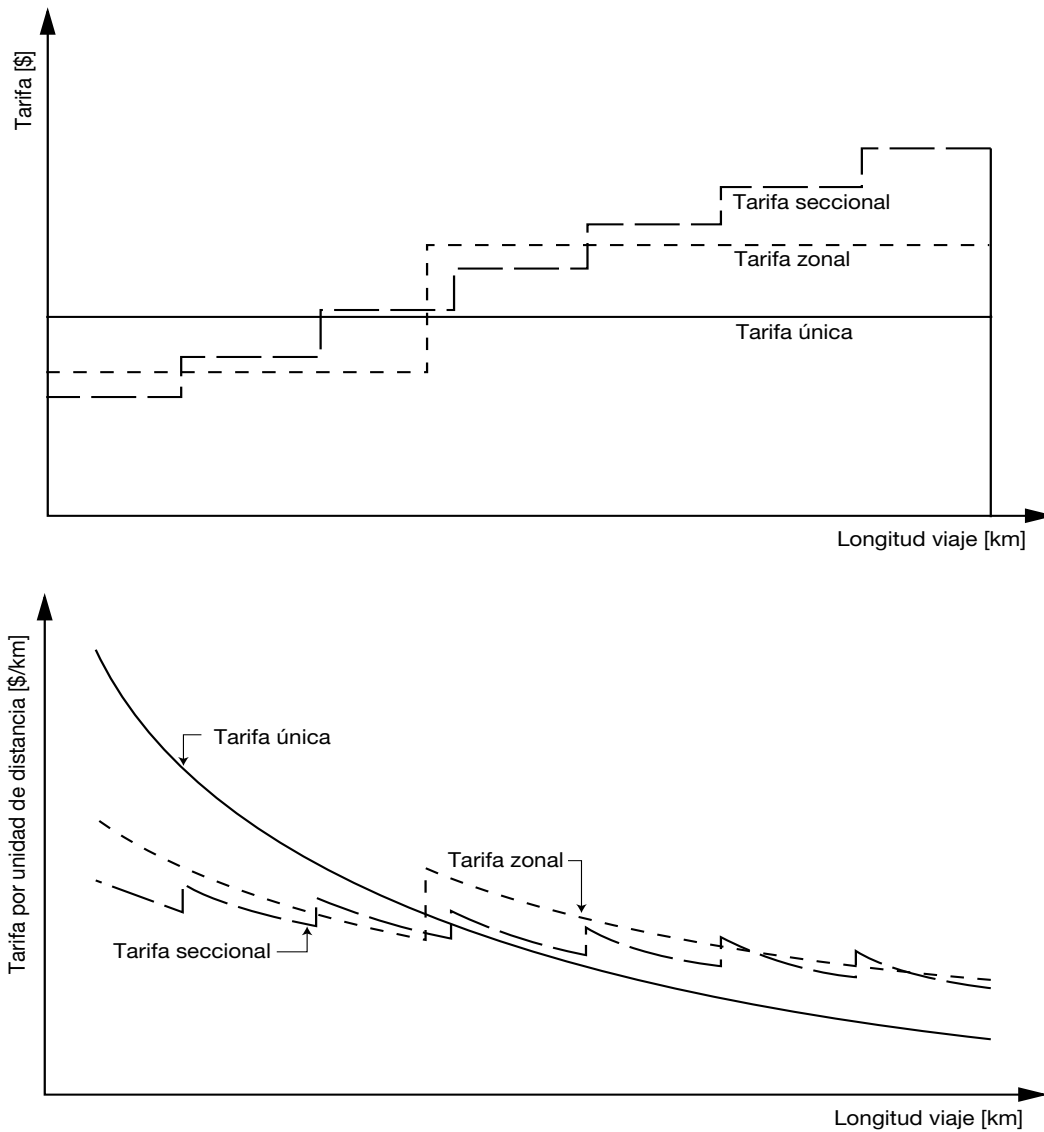 Tarifa [$]
Tarifa seccional
Tarifa zonal
Tarifa única
Longitud viaje [km]
Tarifa por unidad de distancia [$/km]
Tarifa única
Tarifa zonal
Tarifa seccional
Longitud viaje [km]